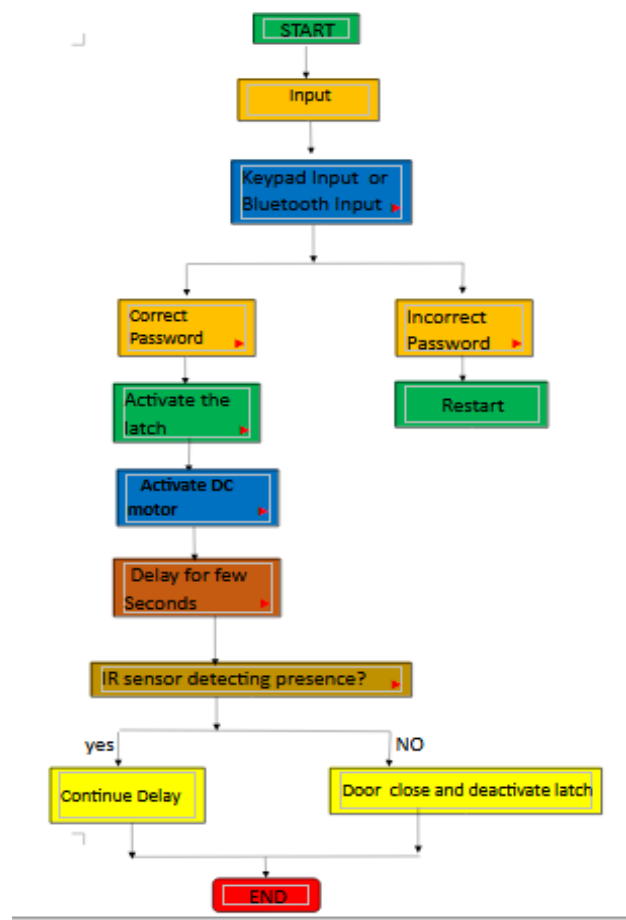 START
Input
Keypad Input or
Bluetooth Input
Correct
Password
Incorrect
Password
Activate the
latch
Restart
Activate DC
motor
Delay for few
Seconds
IR sensor detecting presence?
yes
NO
Continue Delay
Door close and deactivate latch
END